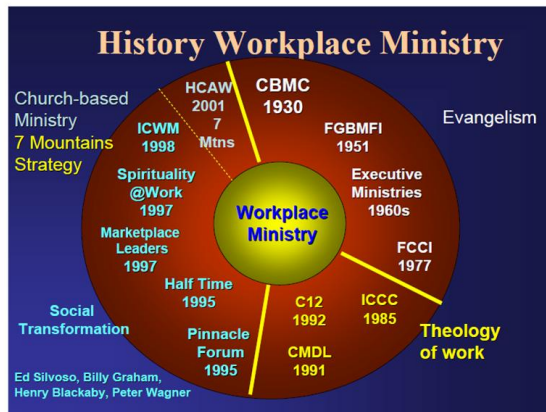 History Workplace Ministry
Church-based
Ministry
7 Mountains
Strategy
HCAW
2001
7
Mtns
CBMC
1930
Evangelism
ICWM
1998
FGBMFI
1951
Spirituality
@Work
1997
Executive
Ministries
1960s
Workplace
Ministry
Marketplace
Leaders
1997
FCCI
1977
Half Time
1995
C12
1992
ICCC
1985
Social
Transformation
Pinnacle
Forum
1995
CMDL
1991
Theology
of work
Ed Silvoso, Billy Graham,
Henry Blackaby, Peter Wagner